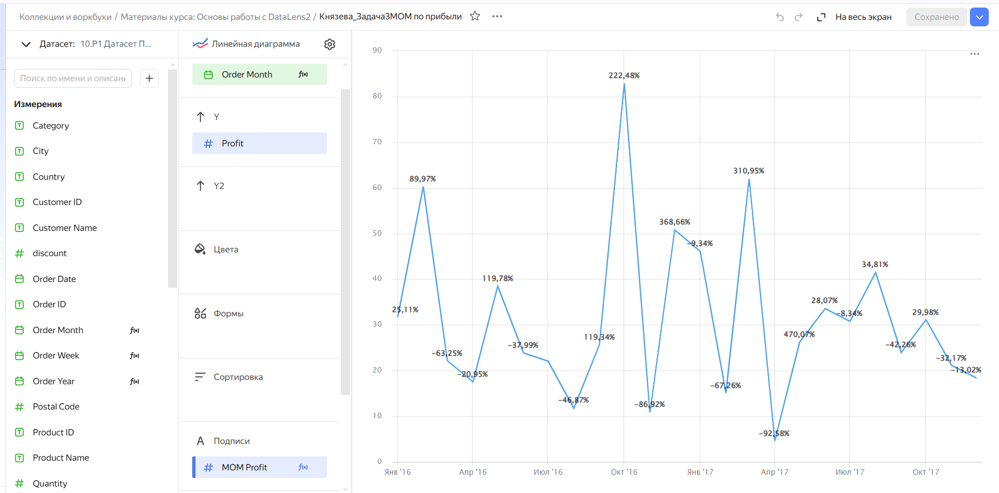 Коллекции и воркбуки / Материалы курса: Основы работы с DataLens2 / Князева_Задача3МОМ по прибыли
На весь экран
Сохранено
Датасет: 10.P1 Датасет П...
Линейная диаграмма
Поиск по имени и описани
Измерения
Category
City
Country
Customer ID
Customer Name
discount
Order Date
Order ID
Order Month f(x)
Order Week f(x)
Order Year f(x)
Postal Code
Product ID
Product Name
Quantity
Order Month f(x)
Y
Profit
Y2
Цвета
Формы
Сортировка
Подписи
MOM Profit f(x)
90
80
70
60
50
40
30
20
10
0
25,11%
89,97%
−63,25%
−20,95%
119,78%
−37,99%
−46,87%
119,34%
222,48%
−86,92%
368,66%
−9,34%
−67,26%
310,95%
−92,58%
470,07%
28,07%
−8,34%
34,81%
−42,26%
29,98%
−32,17%
−13,02%
Янв '16
Апр '16
Июл '16
Окт '16
Янв '17
Апр '17
Июл '17
Окт '17